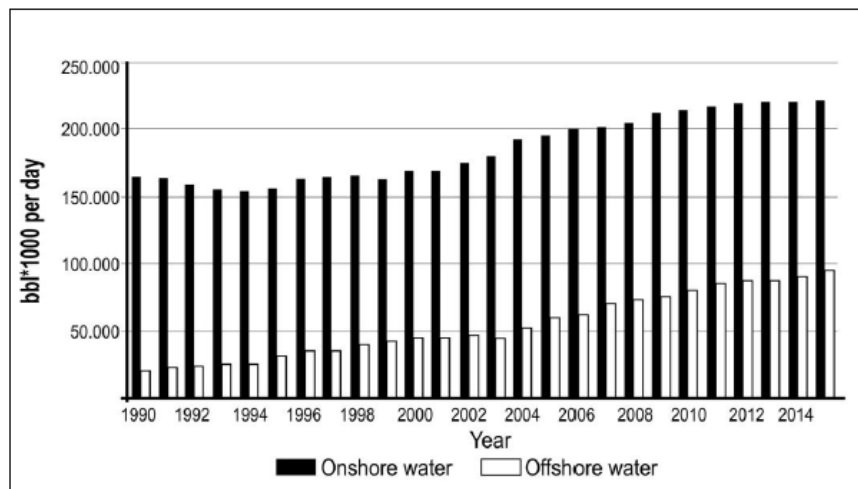 250.000
200.000
150.000
100.000
50.000
bbl*1000 per day
1990 1992 1994 1996 1998 2000 2002 2004 2006 2008 2010 2012 2014
Year
Onshore water Offshore water